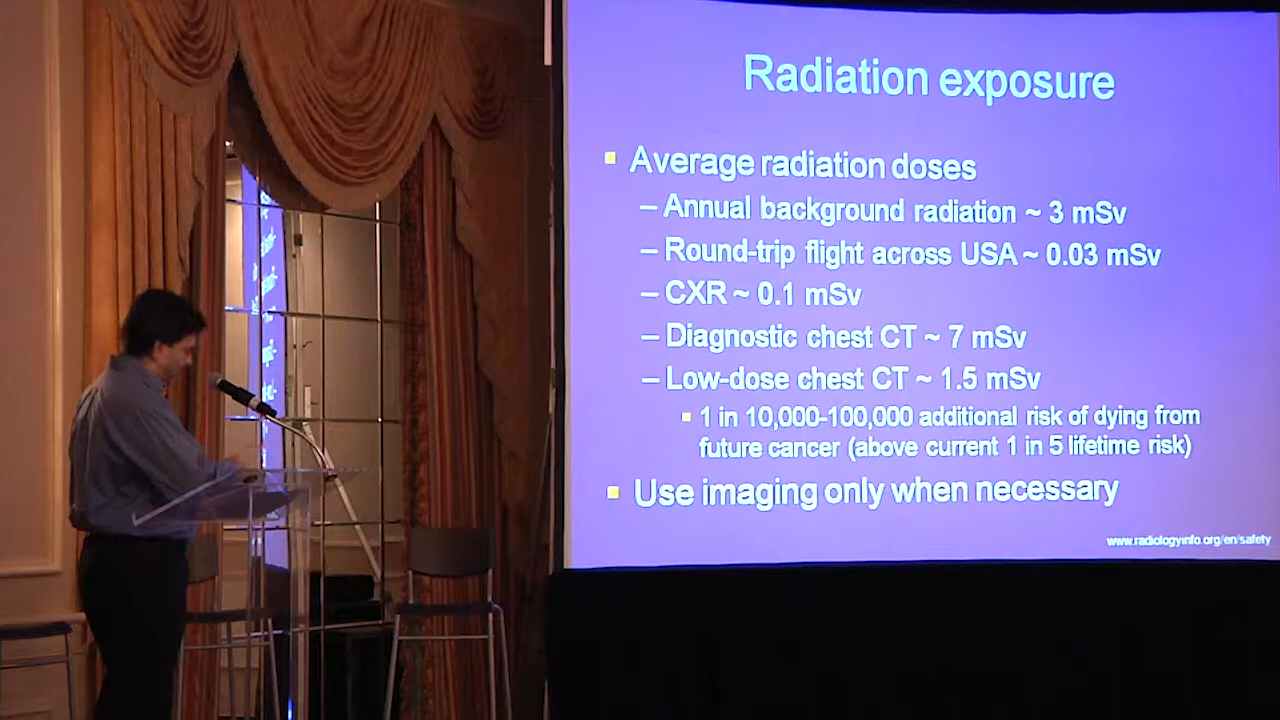 Radiation exposure
▪ Average radiation doses
– Annual background radiation ~ 3 mSv
– Round-trip flight across USA ~ 0.03 mSv
– CXR ~ 0.1 mSv
– Diagnostic chest CT ~ 7 mSv
– Low-dose chest CT ~ 1.5 mSv
▪ 1 in 10,000-100,000 additional risk of dying from
future cancer (above current 1 in 5 lifetime risk)
▪ Use imaging only when necessary
www.radiologyinfo.org/en/safety